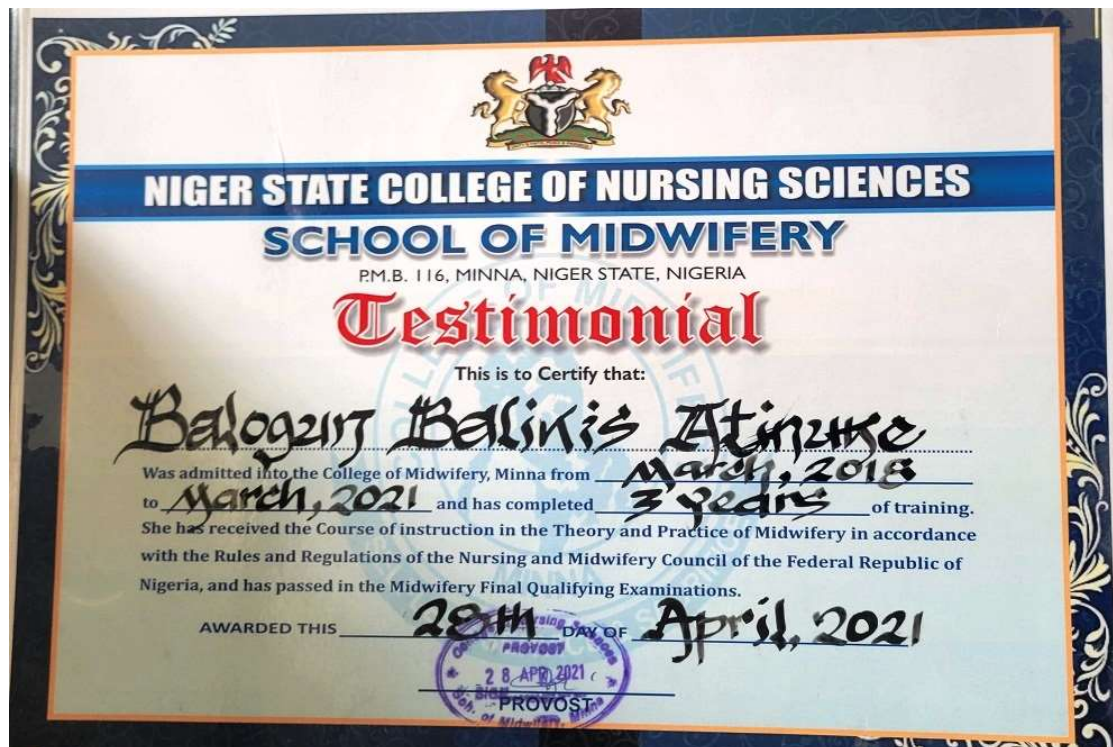 NIGER STATE COLLEGE OF NURSING SCIENCES
SCHOOL OF MIDWIFERY
P.M.B. 116, MINNA, NIGER STATE, NIGERIA
Testimonial
This is to Certify that:
Balogun Balikis Atinuke
Was admitted into the College of Midwifery, Minna from March, 2018
to March, 2021 and has completed 3 years of training.
She has received the Course of instruction in the Theory and Practice of Midwifery in accordance
with the Rules and Regulations of the Nursing and Midwifery Council of the Federal Republic of
Nigeria, and has passed in the Midwifery Final Qualifying Examinations.
AWARDED THIS 28th DAY OF April, 2021
PROVOST
28 APR 2021
SIGN
PROVOST
Sch. of Midwifery, Minna